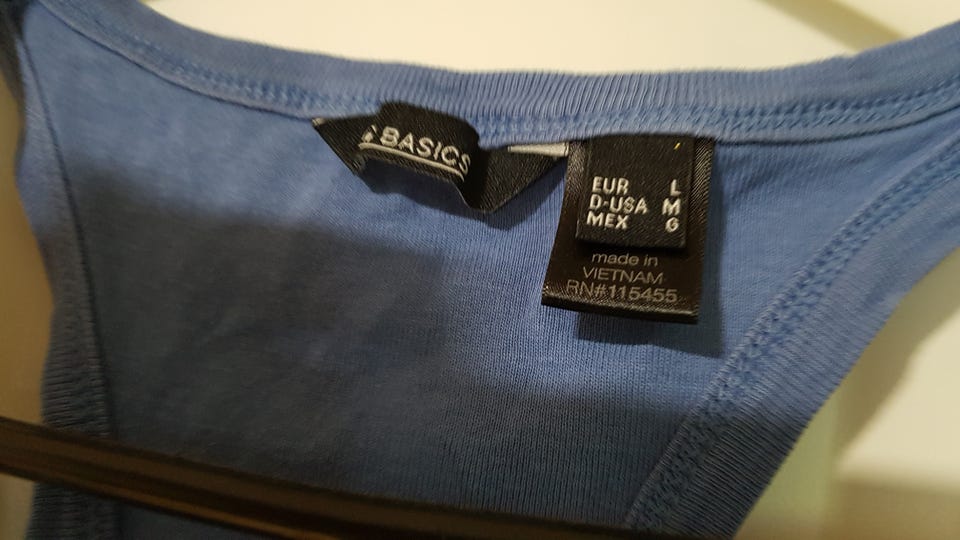 BASICS
EUR L
D-USA M
MEX G
made in
VIETNAM
RN#115455